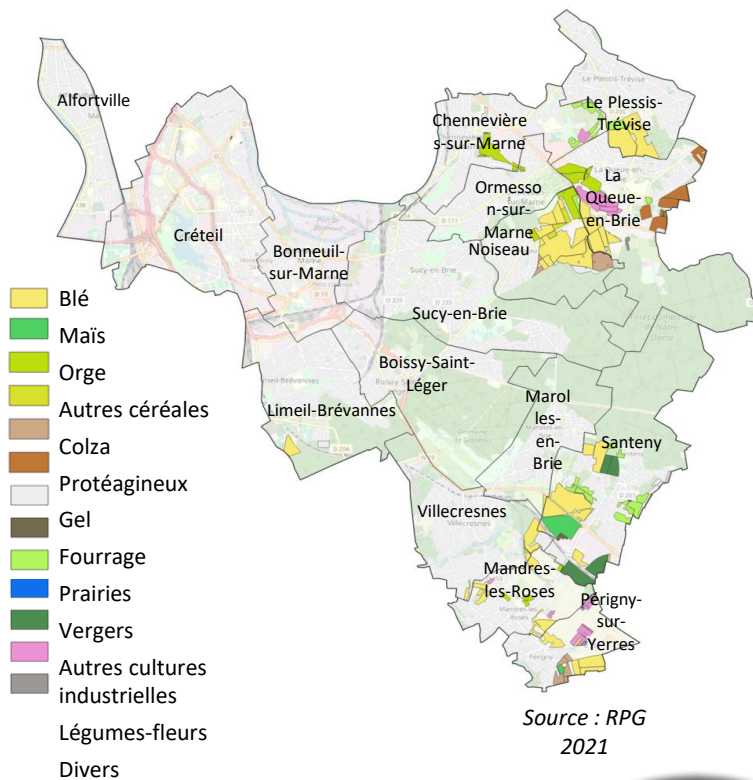 Alfortville
Le Plessis-
Trévise
Chennevière
s-sur-Marne
La
Queue-
en-Brie
Ormesso
n-sur-
Marne
Créteil
Noiseau
Bonneuil-
sur-Marne
Sucy-en-Brie
Boissy-Saint-
Léger
Limeil-Brévannes
Marol
les-
en-
Brie
Santeny
Villecresnes
Mandres-
les-Roses
Périgny-
sur-
Yerres
Blé
Maïs
Orge
Autres céréales
Colza
Protéagineux
Gel
Fourrage
Prairies
Vergers
Autres cultures
industrielles
Légumes-fleurs
Divers
Source : RPG
2021